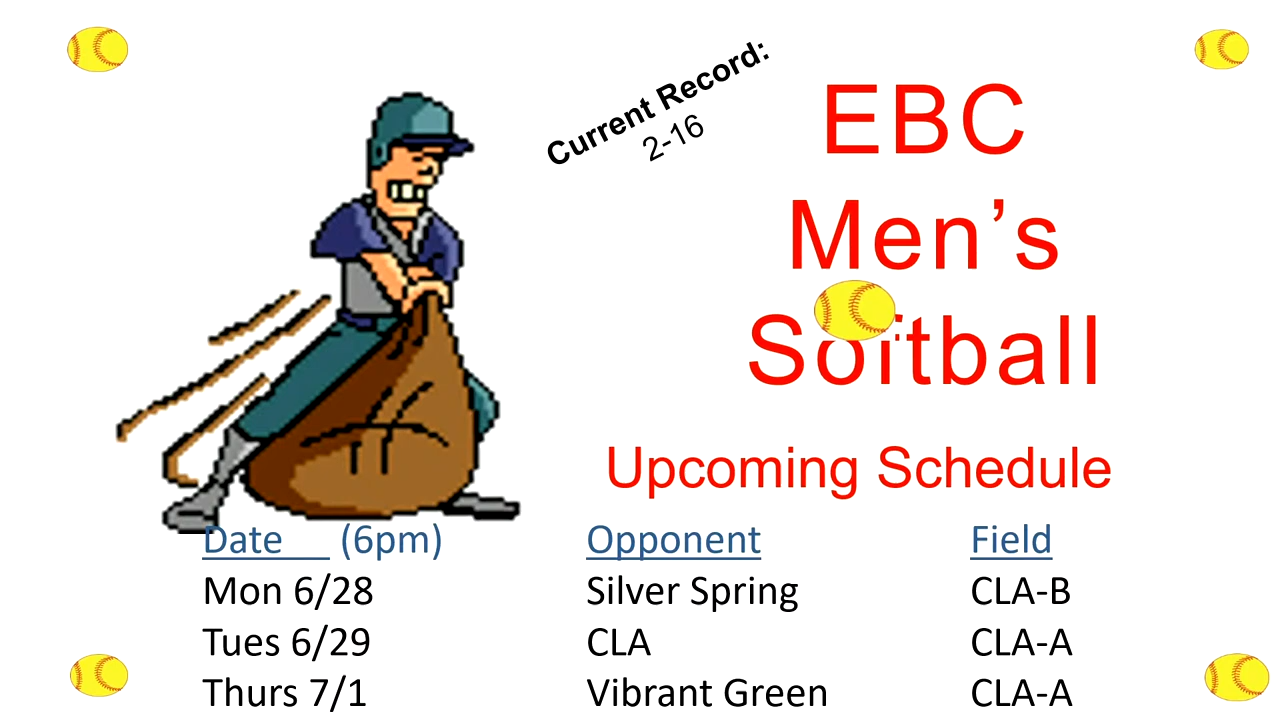 Current Record:
2-16
EBC
Men’s
Softball
Upcoming Schedule
Date (6pm) Opponent Field
Mon 6/28 Silver Spring CLA-B
Tues 6/29 CLA CLA-A
Thurs 7/1 Vibrant Green CLA-A